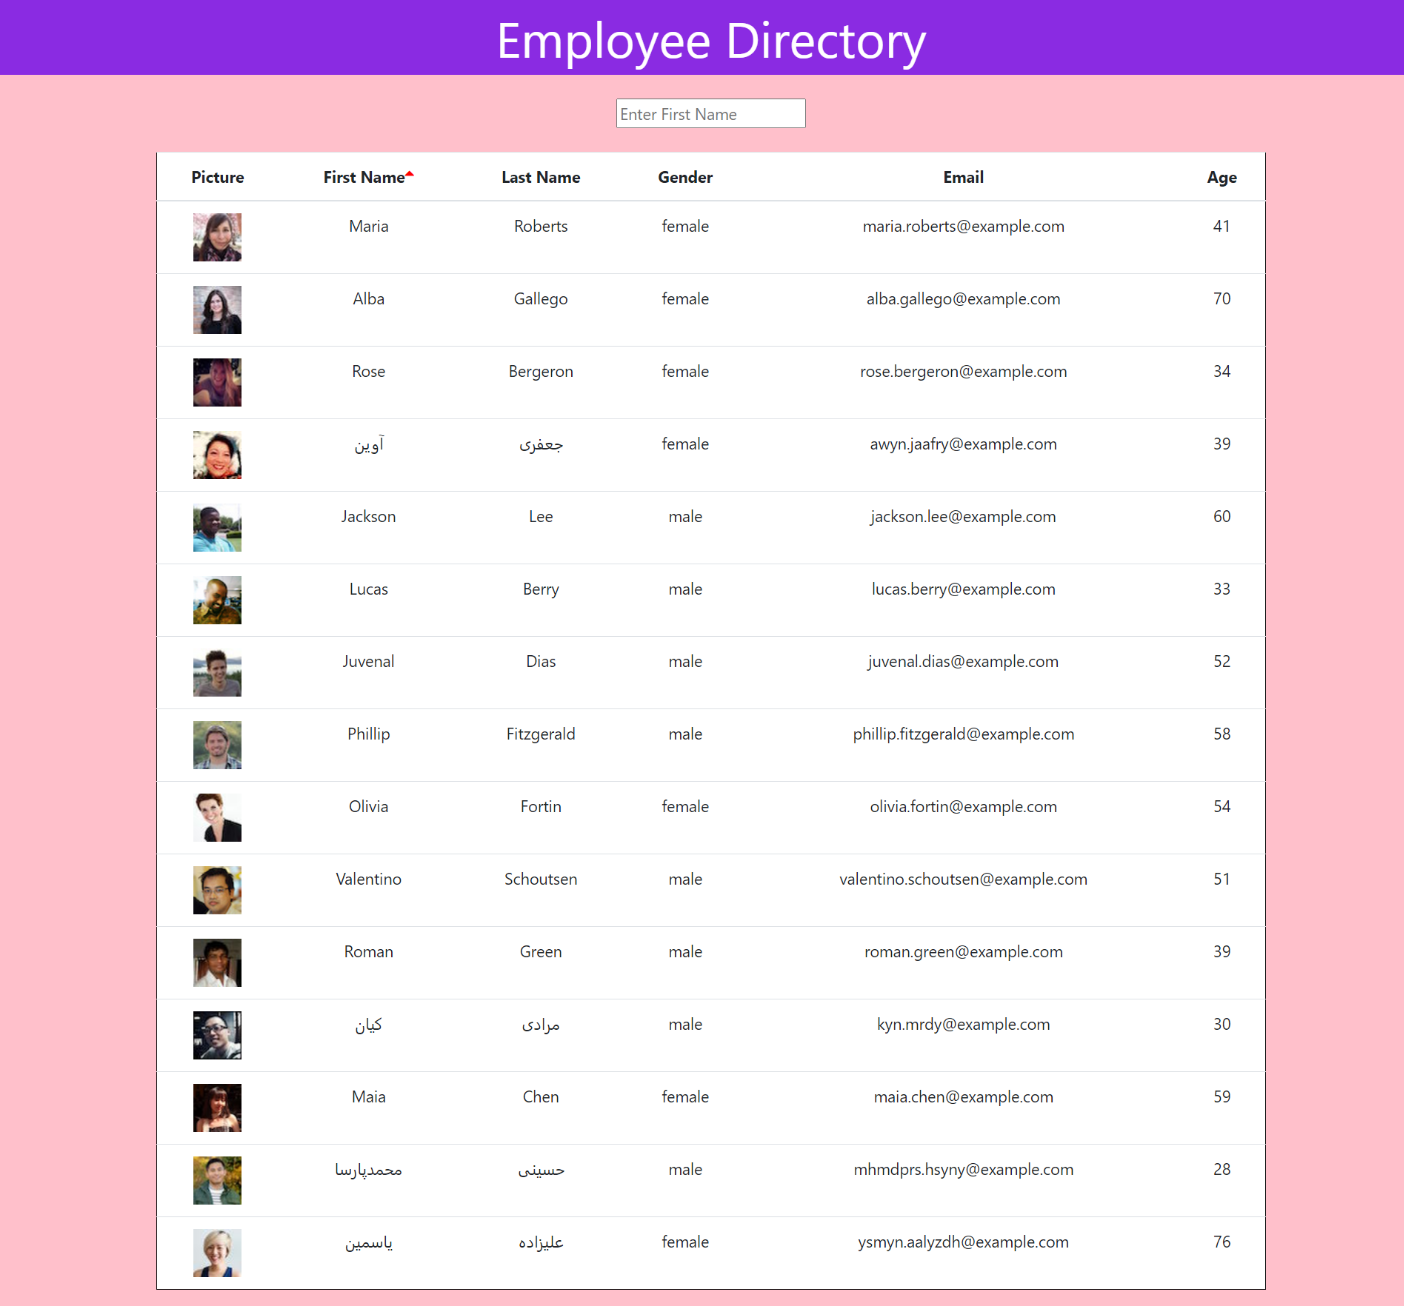 Employee Directory
Enter First Name
Picture First Name Last Name Gender Email Age
Maria Roberts female maria.roberts@example.com 41
Alba Gallego female alba.gallego@example.com 70
Rose Bergeron female rose.bergeron@example.com 34
آوین جعفری female awyn.jaafry@example.com 39
Jackson Lee male jackson.lee@example.com 60
Lucas Berry male lucas.berry@example.com 33
Juvenal Dias male juvenal.dias@example.com 52
Phillip Fitzgerald male phillip.fitzgerald@example.com 58
Olivia Fortin female olivia.fortin@example.com 54
Valentino Schoutsen male valentino.schoutsen@example.com 51
Roman Green male roman.green@example.com 39
کیان مرادی male kyn.mrdy@example.com 30
Maia Chen female maia.chen@example.com 59
محمدپارسا حسینی male mhmdprs.hsyny@example.com 28
یاسمین علیزاده female ysmyn.aalyzdh@example.com 76